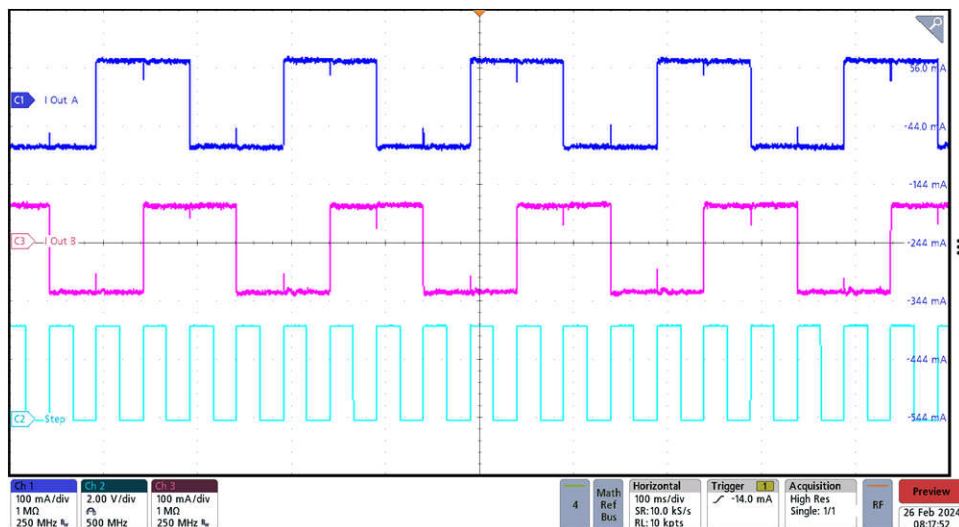 C1 I Out A
56.0 mA
-44.0 mA
-144 mA
C3 I Out B
-244 mA
-344 mA
-444 mA
C2 Step
-544 mA
Ch 1
100 mA/div
1 MΩ
250 MHz
Ch 2
2.00 V/div
500 MHz
Ch 3
100 mA/div
1 MΩ
250 MHz
4
Math
Ref
Bus
Horizontal
100 ms/div
SR: 10.0 kS/s
RL: 10 kpts
Trigger 1
-14.0 mA
Acquisition
High Res
Single: 1/1
RF
Preview
26 Feb 2024
08:17:52